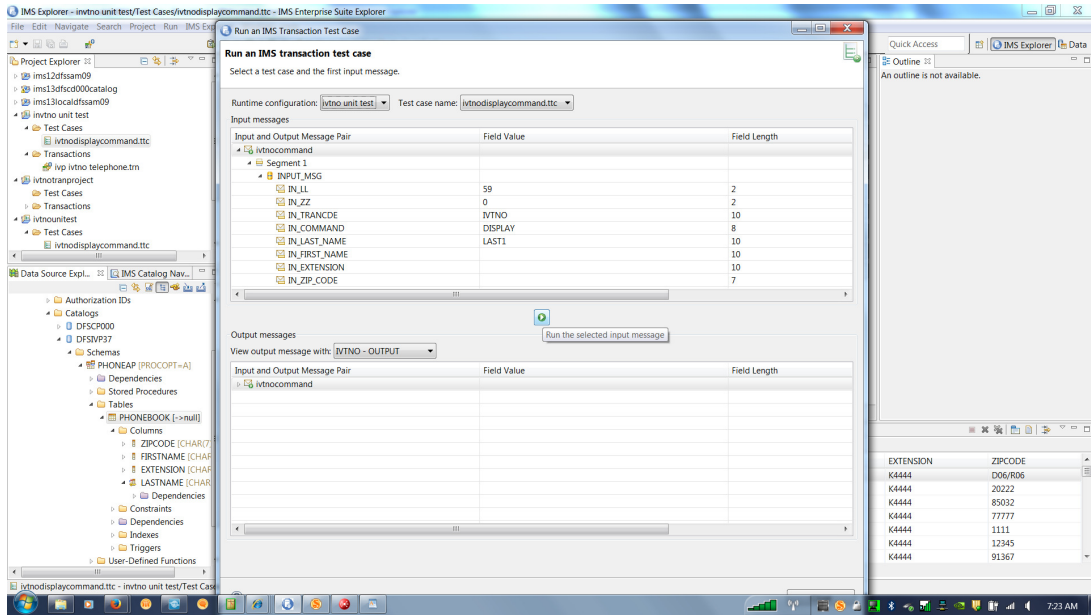 IMS Explorer - invtno unit test/Test Cases/ivtnodisplaycommand.ttc - IMS Enterprise Suite Explorer
File Edit Navigate Search Project Run IMS Exp
Quick Access
IMS Explorer
Data
Project Explorer
ims12dfssam09
ims13dfscd000catalog
ims13localdfssam09
invtno unit test
Test Cases
ivtnodisplaycommand.ttc
Transactions
ivp ivtno telephone.trn
ivtnotranproject
Test Cases
Transactions
ivtnounitest
Test Cases
ivtnodisplaycommand.ttc
Data Source Expl...
IMS Catalog Nav...
Authorization IDs
Catalogs
DFSCP000
DFSIVP37
Schemas
PHONEAP [PROCOPT=A]
Dependencies
Stored Procedures
Tables
PHONEBOOK [->null]
Columns
ZIPCODE [CHAR(7)
FIRSTNAME [CHAR
EXTENSION [CHAR
LASTNAME [CHAR
Dependencies
Constraints
Dependencies
Indexes
Triggers
User-Defined Functions
ivtnodisplaycommand.ttc - invtno unit test/Test Case
Run an IMS Transaction Test Case
Run an IMS transaction test case
Select a test case and the first input message.
Runtime configuration: ivtno unit test Test case name: ivtnodisplaycommand.ttc
Input messages
Input and Output Message Pair Field Value Field Length
ivtnocommand
Segment 1
INPUT_MSG
IN_LL 59 2
IN_ZZ 0 2
IN_TRANCDE IVTNO 10
IN_COMMAND DISPLAY 8
IN_LAST_NAME LAST1 10
IN_FIRST_NAME 10
IN_EXTENSION 10
IN_ZIP_CODE 7
Run the selected input message
Output messages
View output message with: IVTNO - OUTPUT
Input and Output Message Pair Field Value Field Length
ivtnocommand
Outline
An outline is not available.
EXTENSION ZIPCODE
K4444 D06/R06
K4444 20222
K4444 85032
K4444 77777
K4444 1111
K4444 12345
K4444 91367
7:23 AM